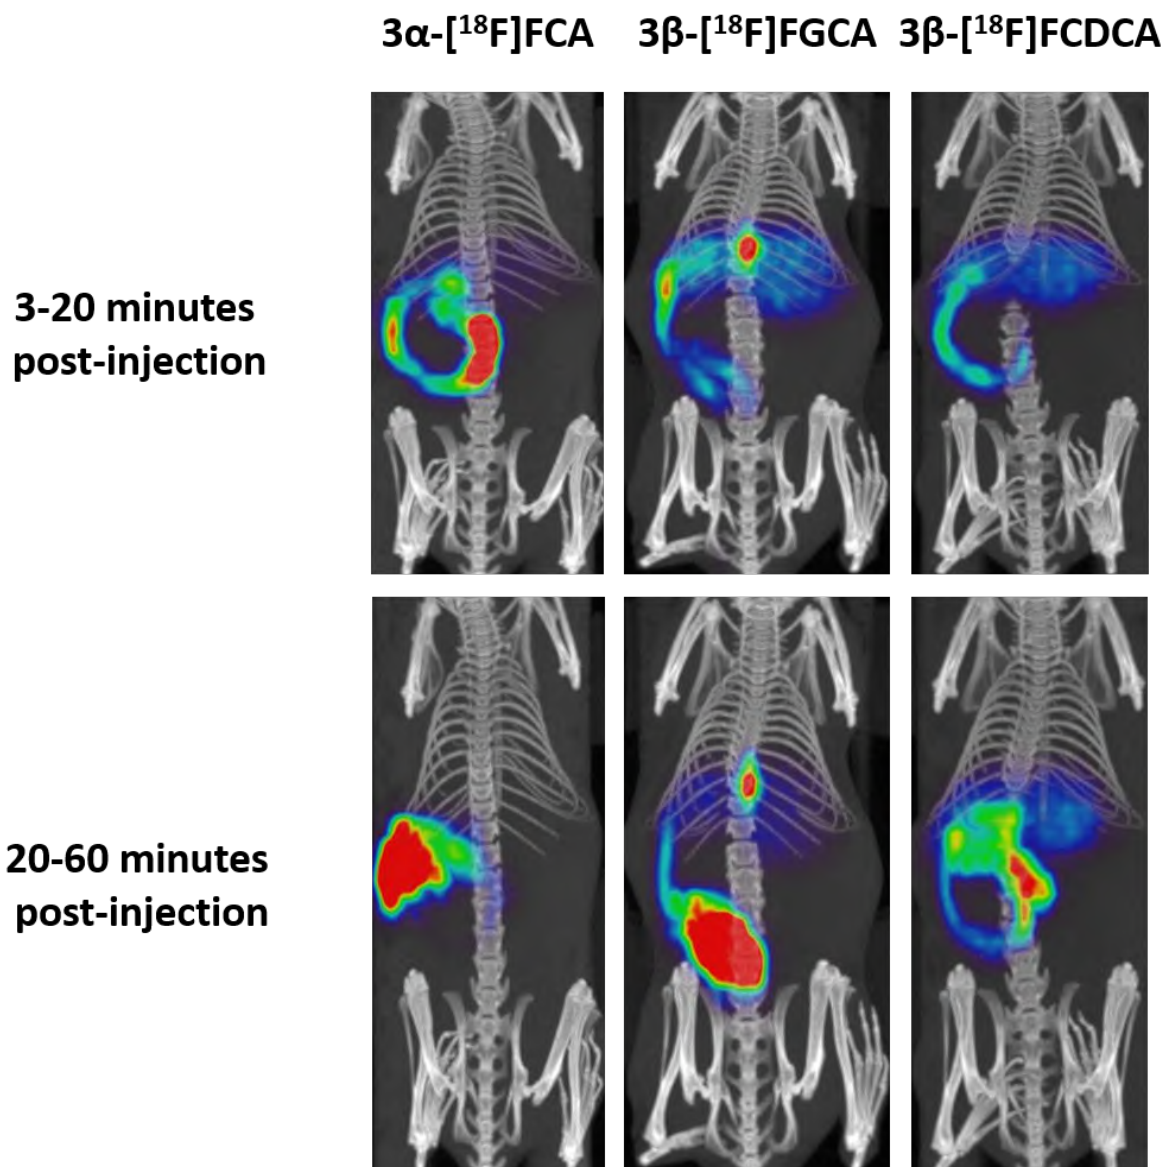 3α-[¹⁸F]FCA 3β-[¹⁸F]FGCA 3β-[¹⁸F]FCDCA
3-20 minutes
post-injection
20-60 minutes
post-injection